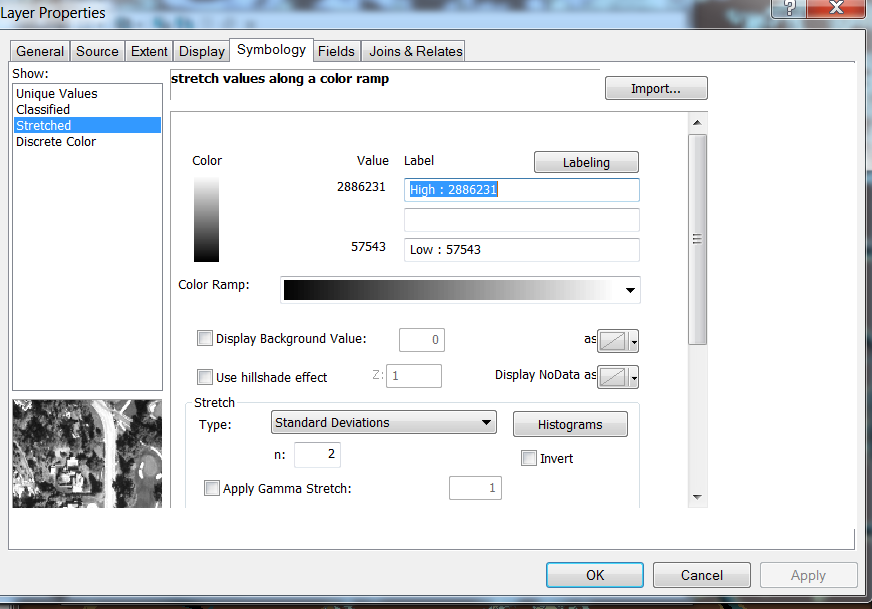 Layer Properties
General Source Extent Display Symbology Fields Joins & Relates
Show:
Unique Values
Classified
Stretched
Discrete Color
stretch values along a color ramp
Import...
Color Value Label Labeling
2886231 High : 2886231
57543 Low : 57543
Color Ramp:
Display Background Value: 0 as
Use hillshade effect Z: 1 Display NoData as
Stretch
Type: Standard Deviations Histograms
n: 2 Invert
Apply Gamma Stretch: 1
OK Cancel Apply